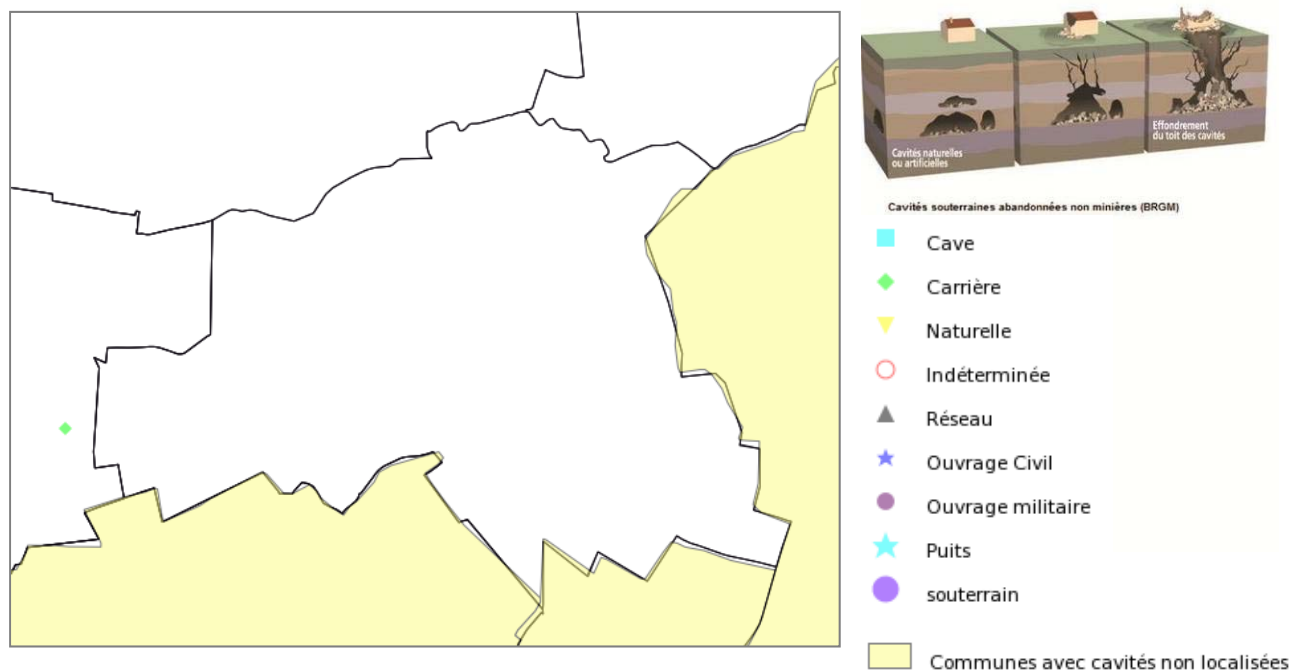 Cavités naturelles
ou artificielles
Effondrement
du toit des cavités
Cavités souterraines abandonnées non minières (BRGM)
Cave
Carrière
Naturelle
Indéterminée
Réseau
Ouvrage Civil
Ouvrage militaire
Puits
souterrain
Communes avec cavités non localisées